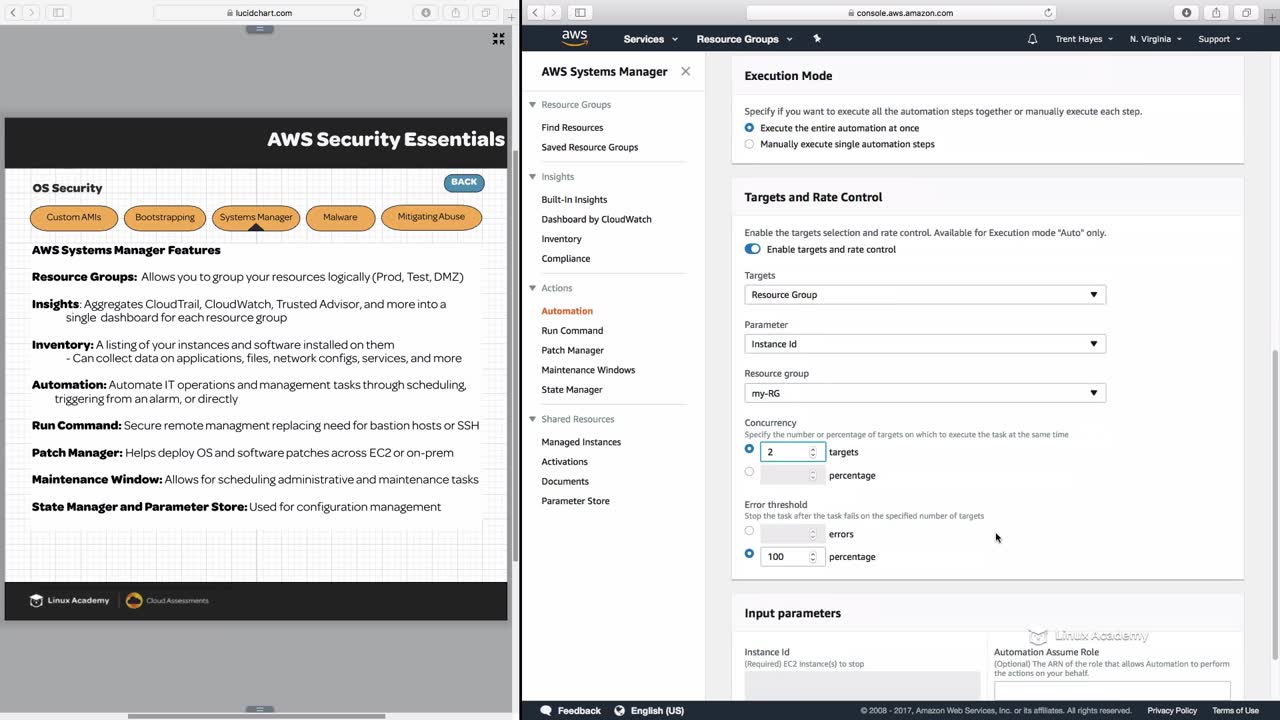 lucidchart.com
AWS Security Essentials
OS Security
BACK
Custom AMIs
Bootstrapping
Systems Manager
Malware
Mitigating Abuse
AWS Systems Manager Features
Resource Groups: Allows you to group your resources logically (Prod, Test, DMZ)
Insights: Aggregates CloudTrail, CloudWatch, Trusted Advisor, and more into a
single dashboard for each resource group
Inventory: A listing of your instances and software installed on them
- Can collect data on applications, files, network configs, services, and more
Automation: Automate IT operations and management tasks through scheduling,
triggering from an alarm, or directly
Run Command: Secure remote managment replacing need for bastion hosts or SSH
Patch Manager: Helps deploy OS and software patches across EC2 or on-prem
Maintenance Window: Allows for scheduling administrative and maintenance tasks
State Manager and Parameter Store: Used for configuration management
Linux Academy
Cloud Assessments
console.aws.amazon.com
aws
Services
Resource Groups
Trent Hayes
N. Virginia
Support
AWS Systems Manager
Resource Groups
Find Resources
Saved Resource Groups
Insights
Built-In Insights
Dashboard by CloudWatch
Inventory
Compliance
Actions
Automation
Run Command
Patch Manager
Maintenance Windows
State Manager
Shared Resources
Managed Instances
Activations
Documents
Parameter Store
Execution Mode
Specify if you want to execute all the automation steps together or manually execute each step.
Execute the entire automation at once
Manually execute single automation steps
Targets and Rate Control
Enable the targets selection and rate control. Available for Execution mode "Auto" only.
Enable targets and rate control
Targets
Resource Group
Parameter
Instance Id
Resource group
my-RG
Concurrency
Specify the number or percentage of targets on which to execute the task at the same time
2 targets
percentage
Error threshold
Stop the task after the task fails on the specified number of targets
errors
100 percentage
Input parameters
Linux Academy
Instance Id
(Required) EC2 Instance(s) to stop
Automation Assume Role
(Optional) The ARN of the role that allows Automation to perform
the actions on your behalf.
Feedback
English (US)
© 2008 - 2017, Amazon Web Services, Inc. or its affiliates. All rights reserved.
Privacy Policy
Terms of Use